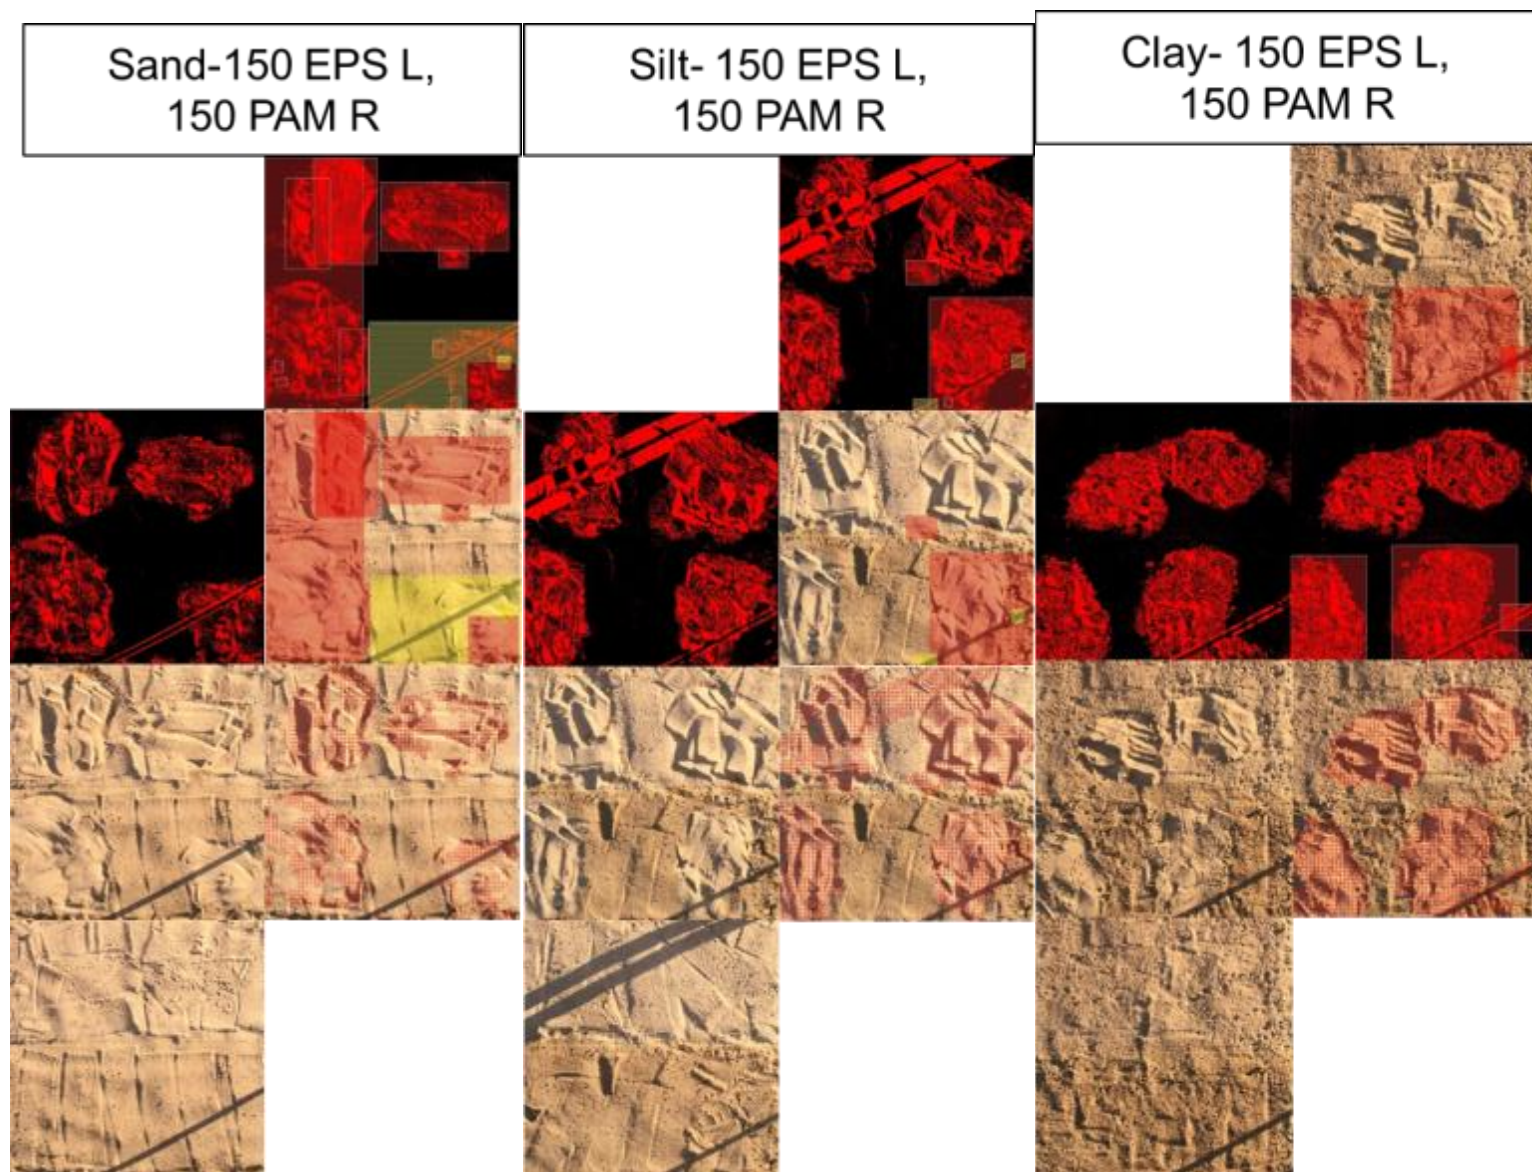 Sand-150 EPS L,
150 PAM R
Silt- 150 EPS L,
150 PAM R
Clay- 150 EPS L,
150 PAM R